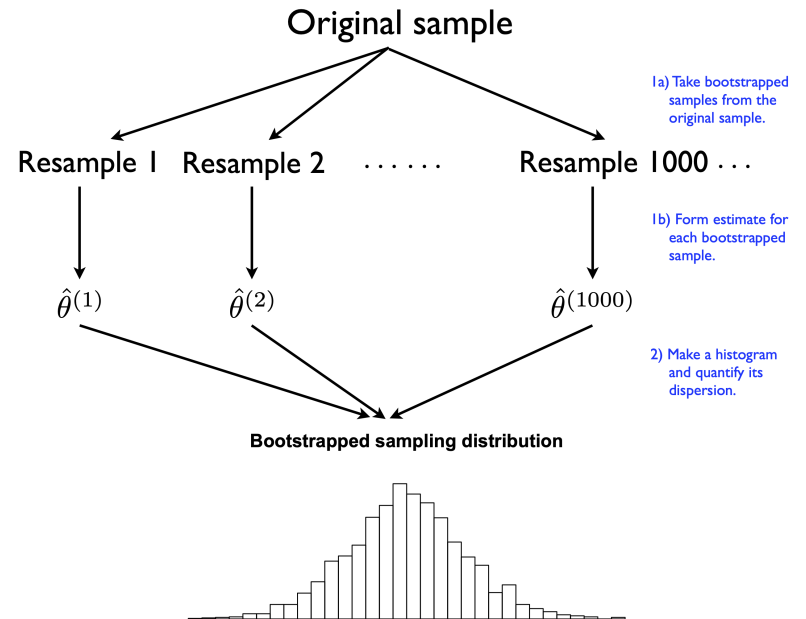 Original sample
1a) Take bootstrapped
samples from the
original sample.
Resample 1 Resample 2 . . . . . . Resample 1000 . . .
1b) Form estimate for
each bootstrapped
sample.
θ̂⁽¹⁾ θ̂⁽²⁾ θ̂⁽¹⁰⁰⁰⁾
2) Make a histogram
and quantify its
dispersion.
Bootstrapped sampling distribution